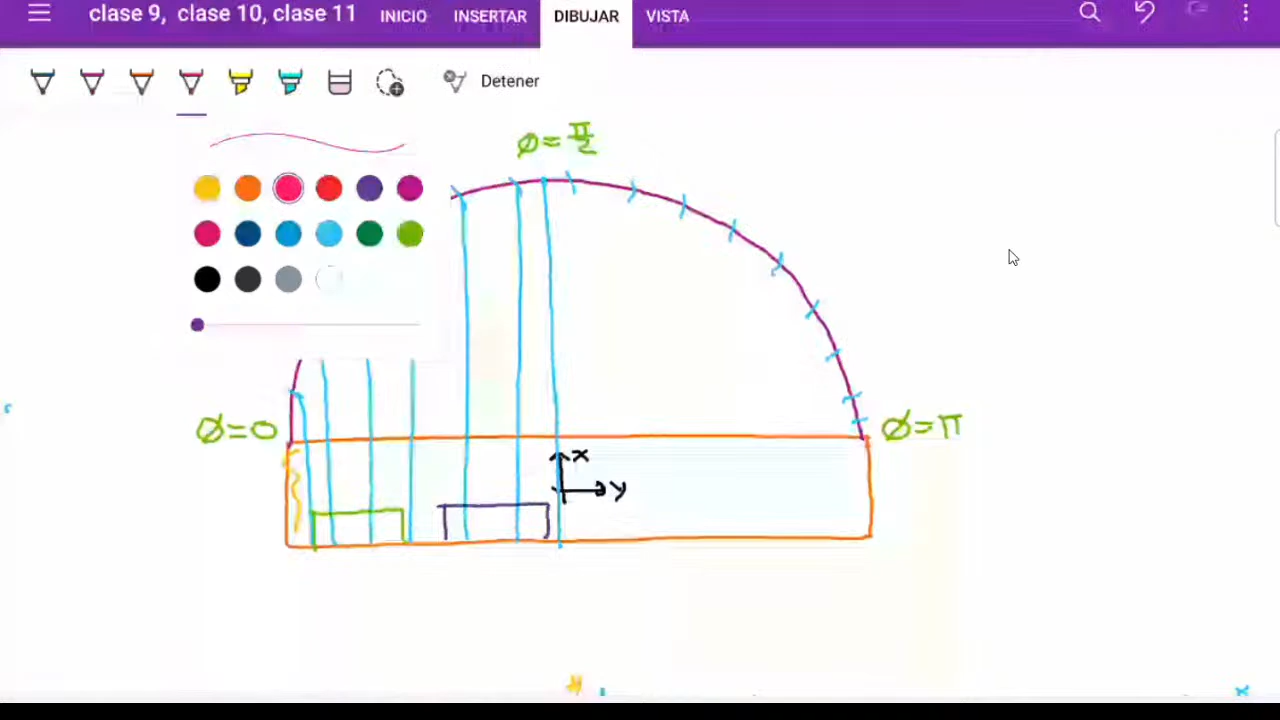 clase 9, clase 10, clase 11 INICIO INSERTAR DIBUJAR VISTA
Detener
Ø=π/2
Ø=0
Ø=π
x
y